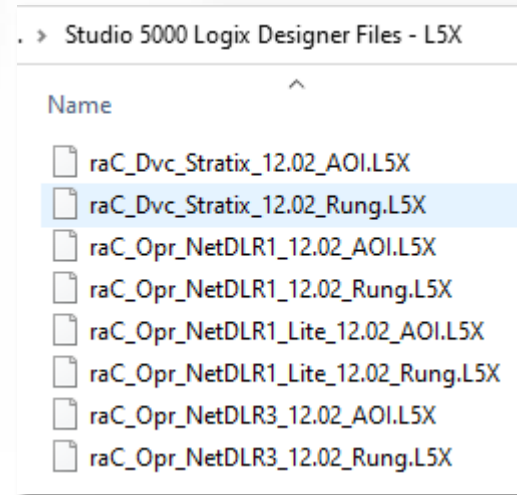 . > Studio 5000 Logix Designer Files - L5X
Name
raC_Dvc_Stratix_12.02_AOI.L5X
raC_Dvc_Stratix_12.02_Rung.L5X
raC_Opr_NetDLR1_12.02_AOI.L5X
raC_Opr_NetDLR1_12.02_Rung.L5X
raC_Opr_NetDLR1_Lite_12.02_AOI.L5X
raC_Opr_NetDLR1_Lite_12.02_Rung.L5X
raC_Opr_NetDLR3_12.02_AOI.L5X
raC_Opr_NetDLR3_12.02_Rung.L5X